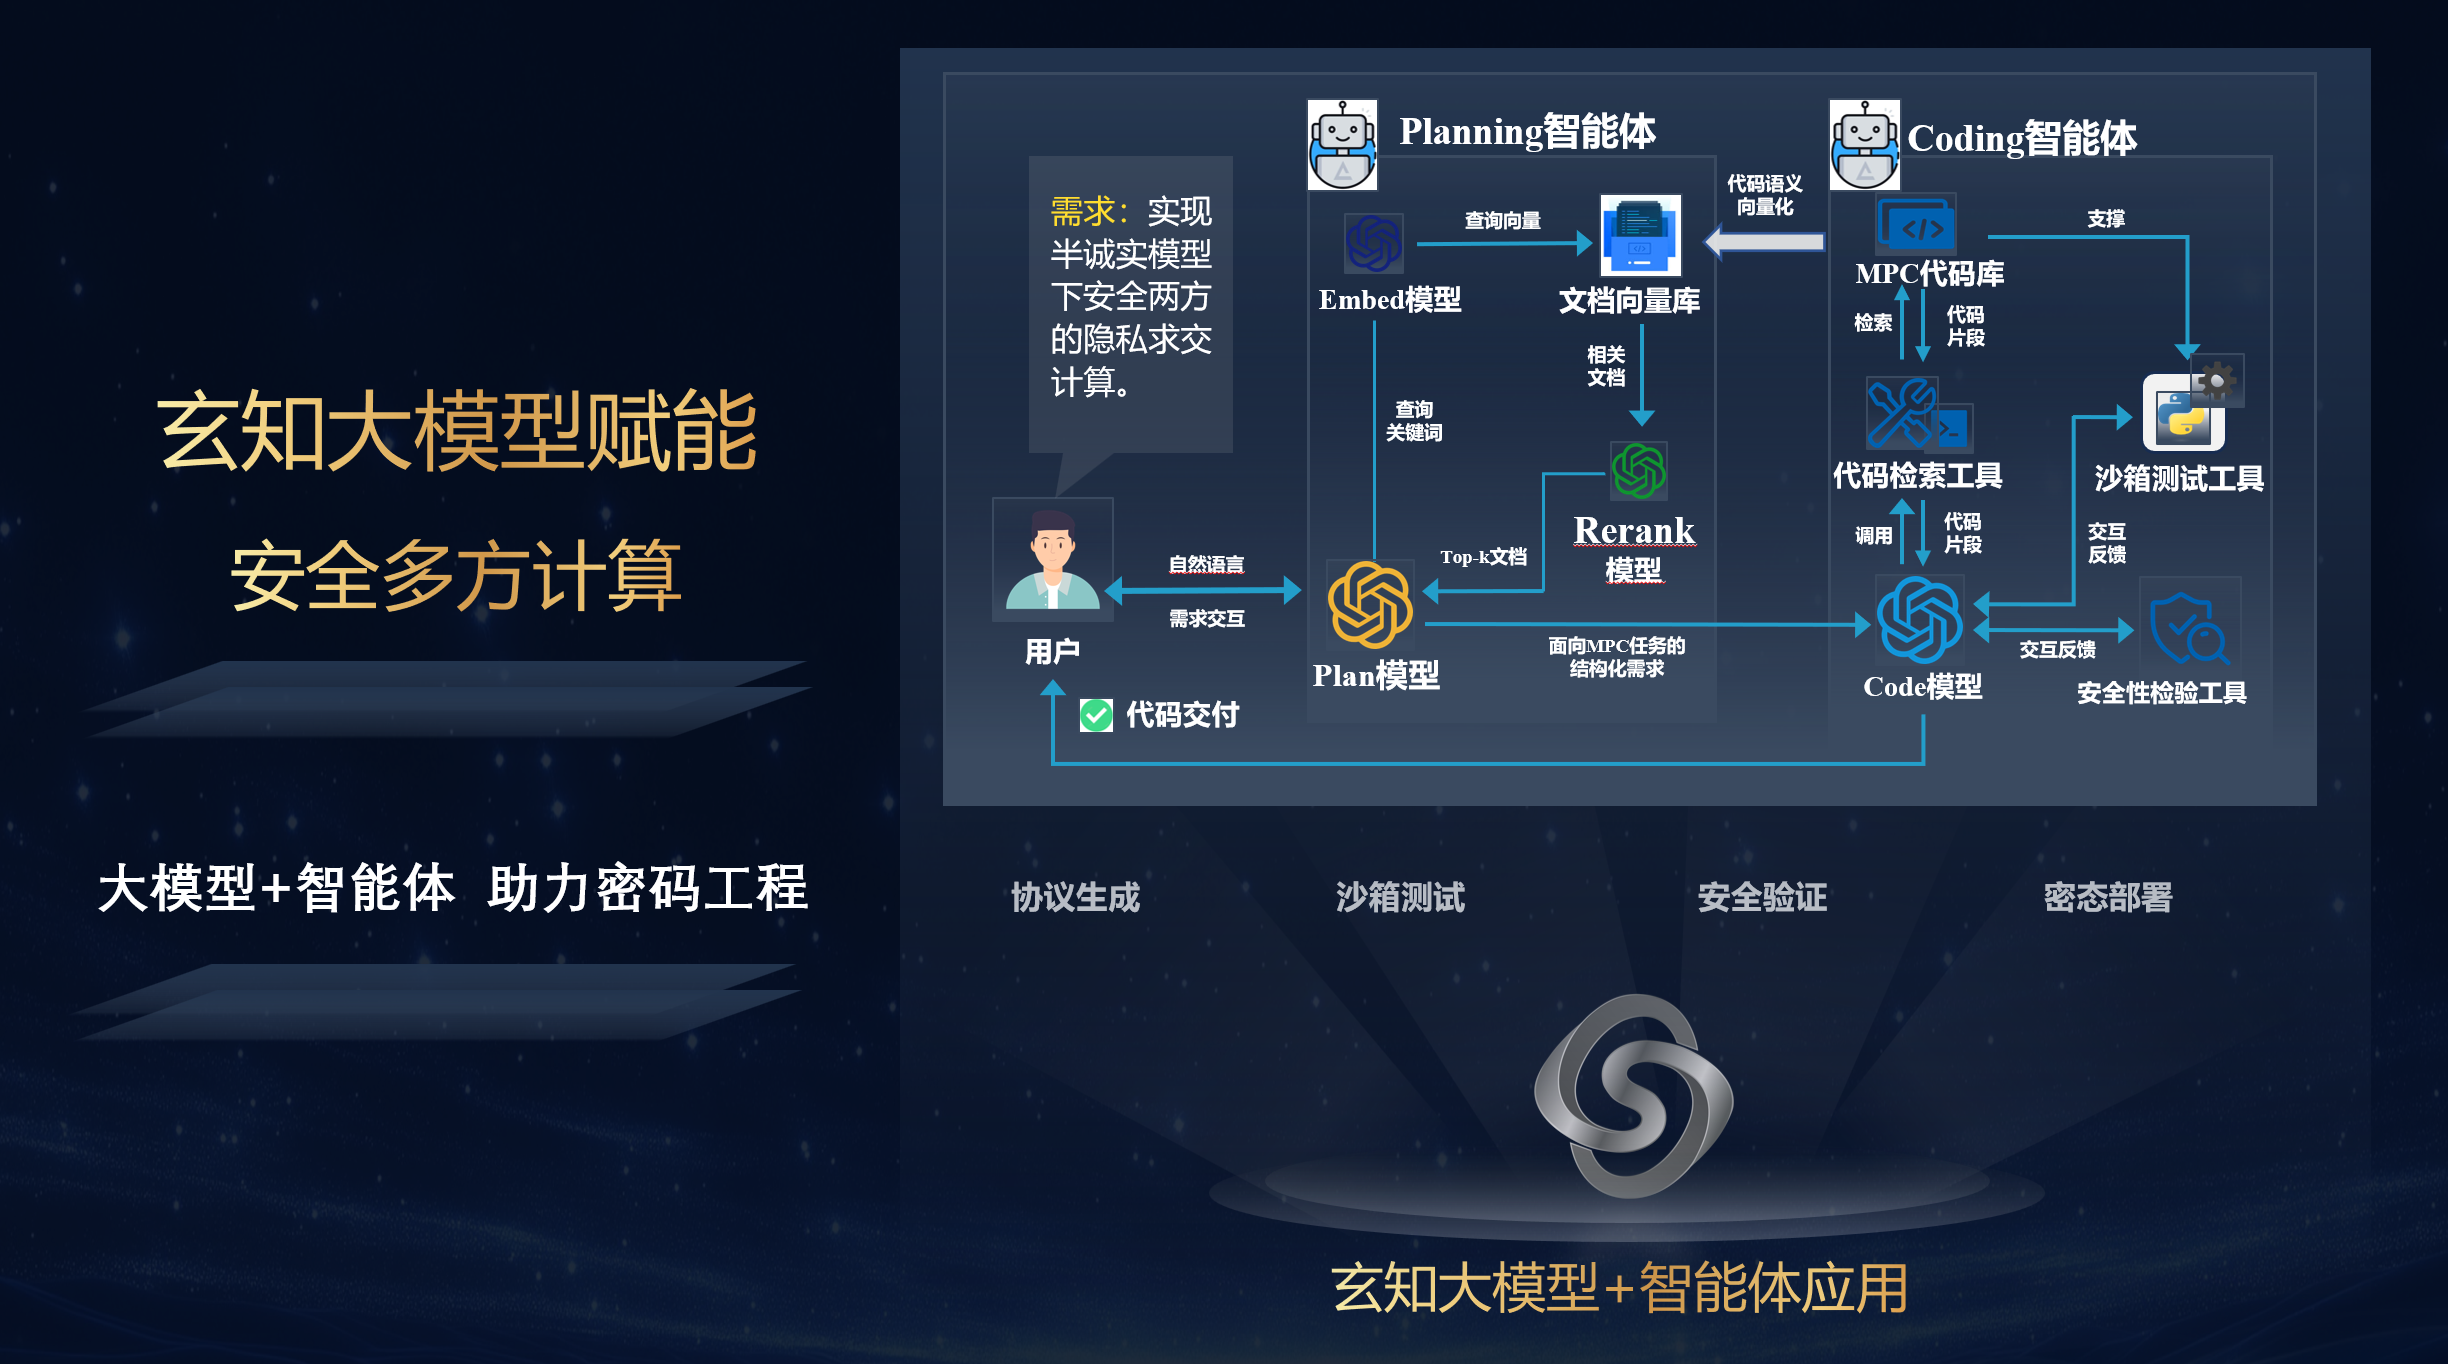 玄知大模型赋能
安全多方计算
大模型+智能体 助力密码工程
需求：实现
半诚实模型
下安全两方
的隐私求交
计算。
用户
自然语言
需求交互
代码交付
Planning智能体
Embed模型
查询向量
文档向量库
查询
关键词
相关
文档
Rerank
模型
Top-k文档
Plan模型
面向MPC任务的
结构化需求
代码语义
向量化
Coding智能体
MPC代码库
支撑
检索
代码
片段
代码检索工具
沙箱测试工具
调用
代码
片段
交互
反馈
Code模型
交互反馈
安全性检验工具
协议生成
沙箱测试
安全验证
密态部署
玄知大模型+智能体应用